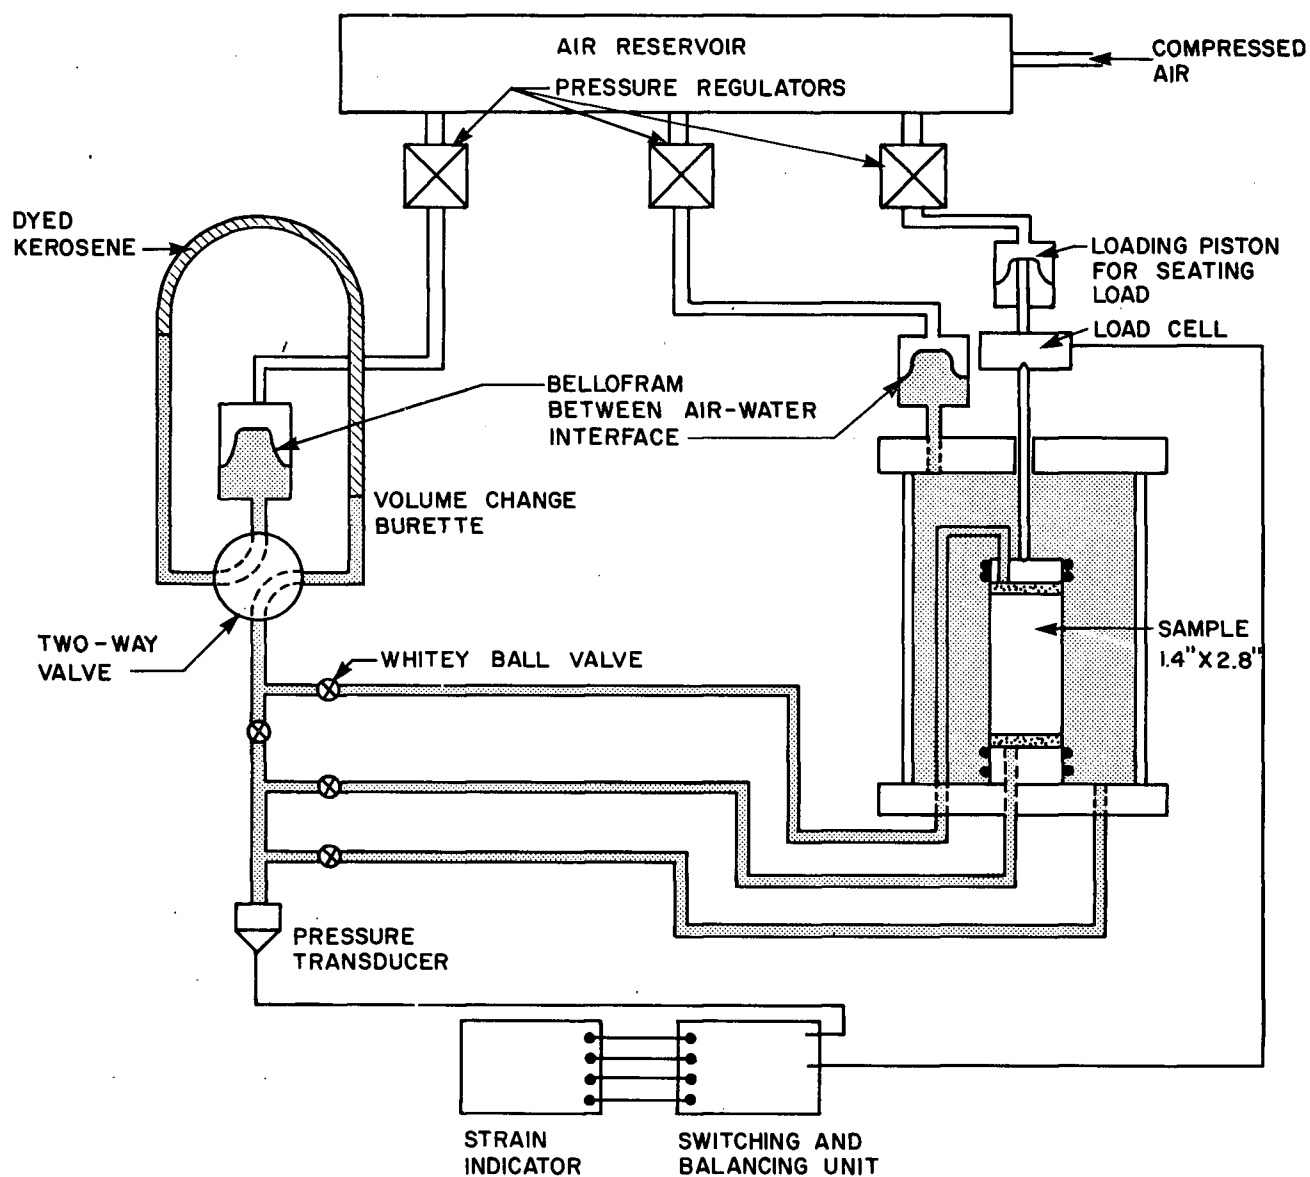 AIR RESERVOIR
COMPRESSED
AIR
PRESSURE REGULATORS
DYED
KEROSENE
LOADING PISTON
FOR SEATING
LOAD
LOAD CELL
BELLOFRAM
BETWEEN AIR-WATER
INTERFACE
VOLUME CHANGE
BURETTE
TWO-WAY
VALVE
WHITEY BALL VALVE
SAMPLE
1.4"X2.8"
PRESSURE
TRANSDUCER
STRAIN
INDICATOR
SWITCHING AND
BALANCING UNIT